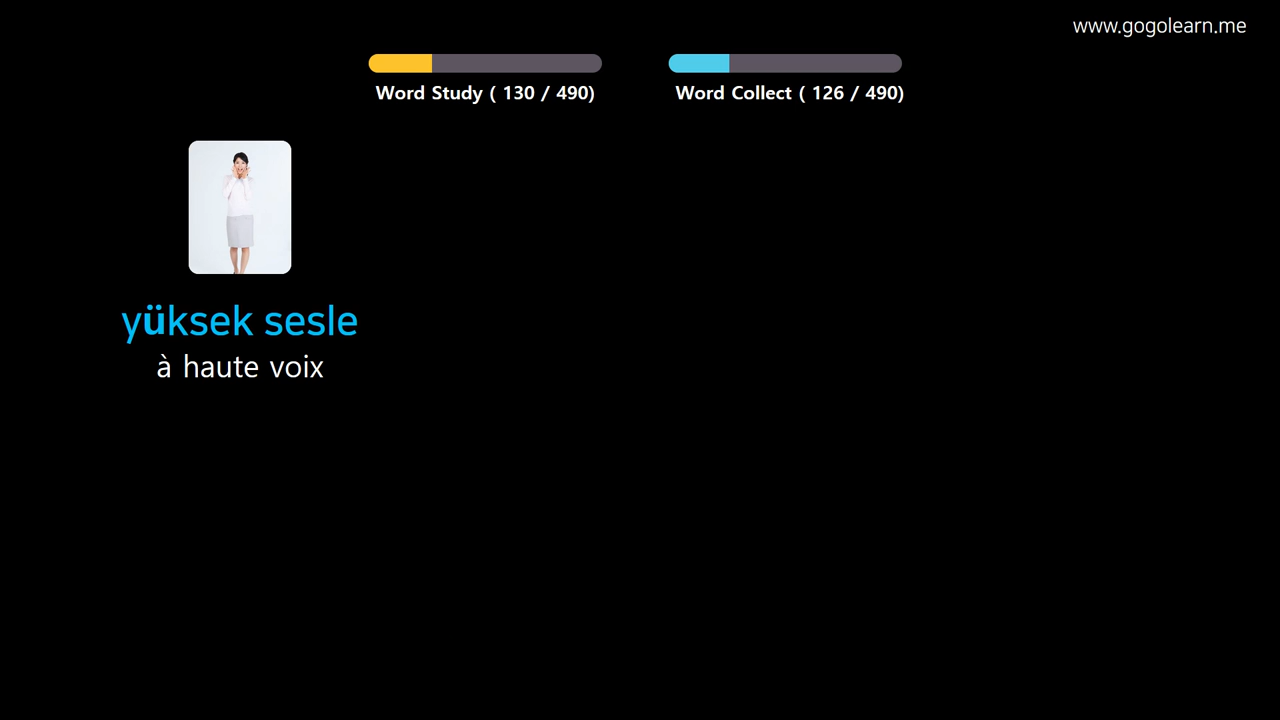 www.gogolearn.me
Word Study ( 130 / 490)
Word Collect ( 126 / 490)
yüksek sesle
à haute voix